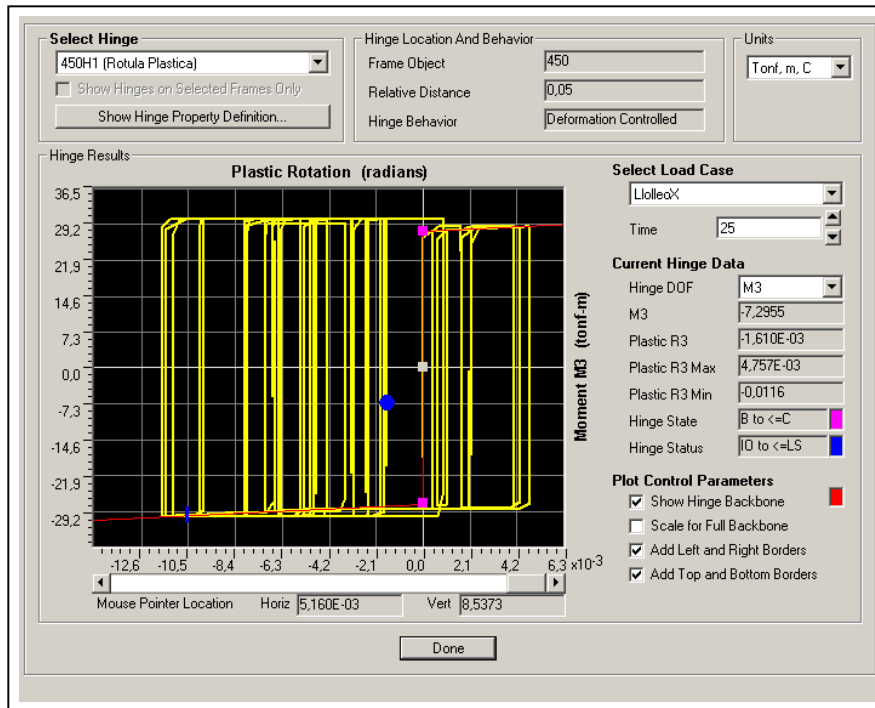 Select Hinge
450H1 (Rotula Plastica)
Show Hinges on Selected Frames Only
Show Hinge Property Definition...
Hinge Location And Behavior
Frame Object 450
Relative Distance 0,05
Hinge Behavior Deformation Controlled
Units
Tonf, m, C
Hinge Results
Plastic Rotation (radians)
36,5
29,2
21,9
14,6
7,3
0,0
-7,3
-14,6
-21,9
-29,2
-12,6 -10,5 -8,4 -6,3 -4,2 -2,1 0,0 2,1 4,2 6,3 x10-3
Moment M3 (tonf-m)
Mouse Pointer Location Horiz 5,160E-03 Vert 8,5373
Select Load Case
LlolleoX
Time 25
Current Hinge Data
Hinge DOF M3
M3 -7,2955
Plastic R3 -1,610E-03
Plastic R3 Max 4,757E-03
Plastic R3 Min -0,0116
Hinge State B to <=C
Hinge Status IO to <=LS
Plot Control Parameters
Show Hinge Backbone
Scale for Full Backbone
Add Left and Right Borders
Add Top and Bottom Borders
Done